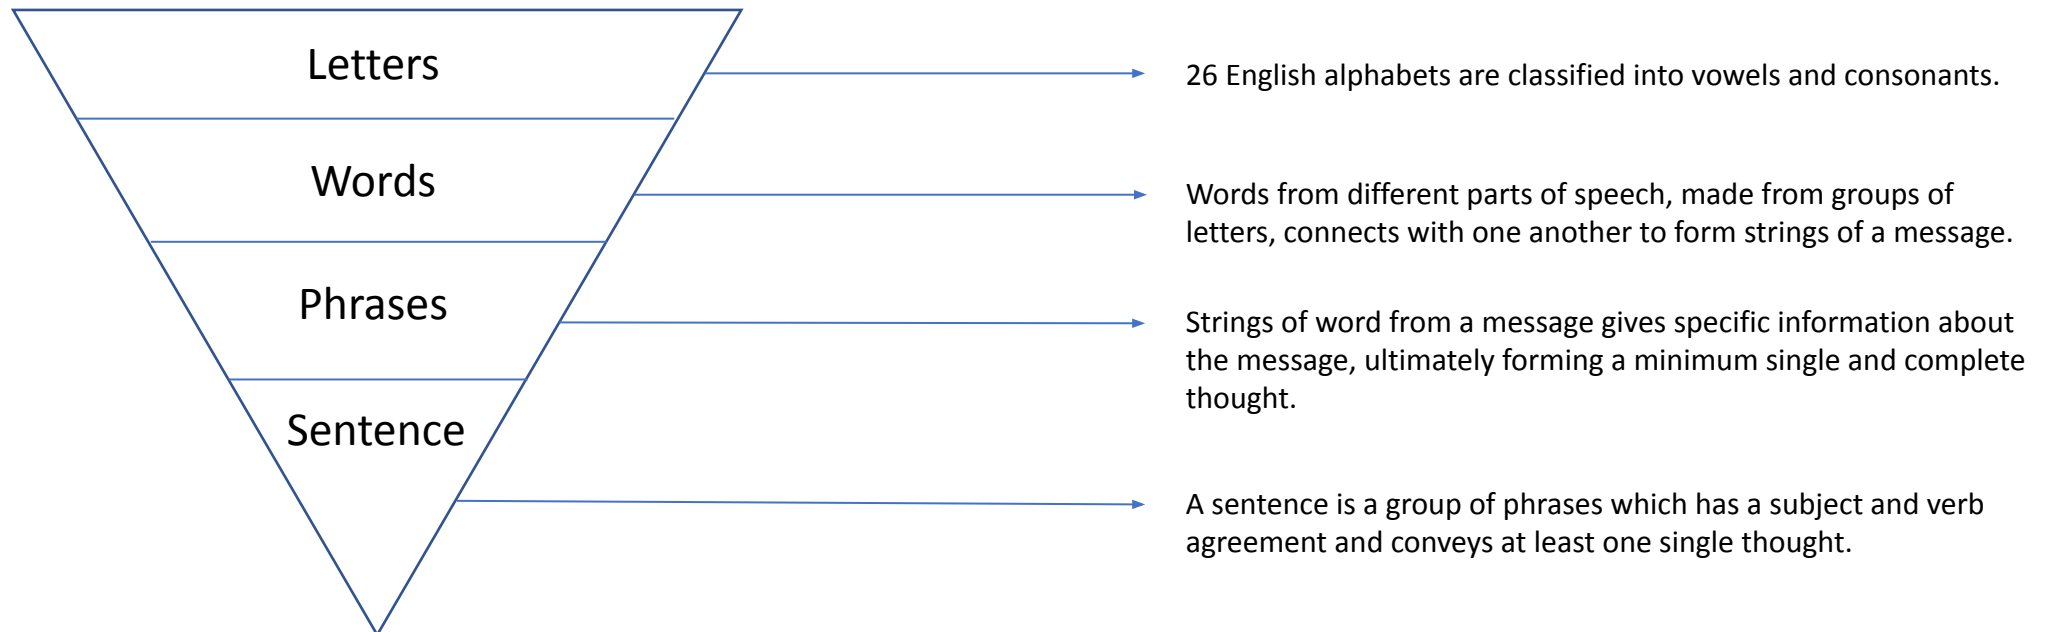 Letters
26 English alphabets are classified into vowels and consonants.
Words
Words from different parts of speech, made from groups of
letters, connects with one another to form strings of a message.
Phrases
Strings of word from a message gives specific information about
the message, ultimately forming a minimum single and complete
thought.
Sentence
A sentence is a group of phrases which has a subject and verb
agreement and conveys at least one single thought.